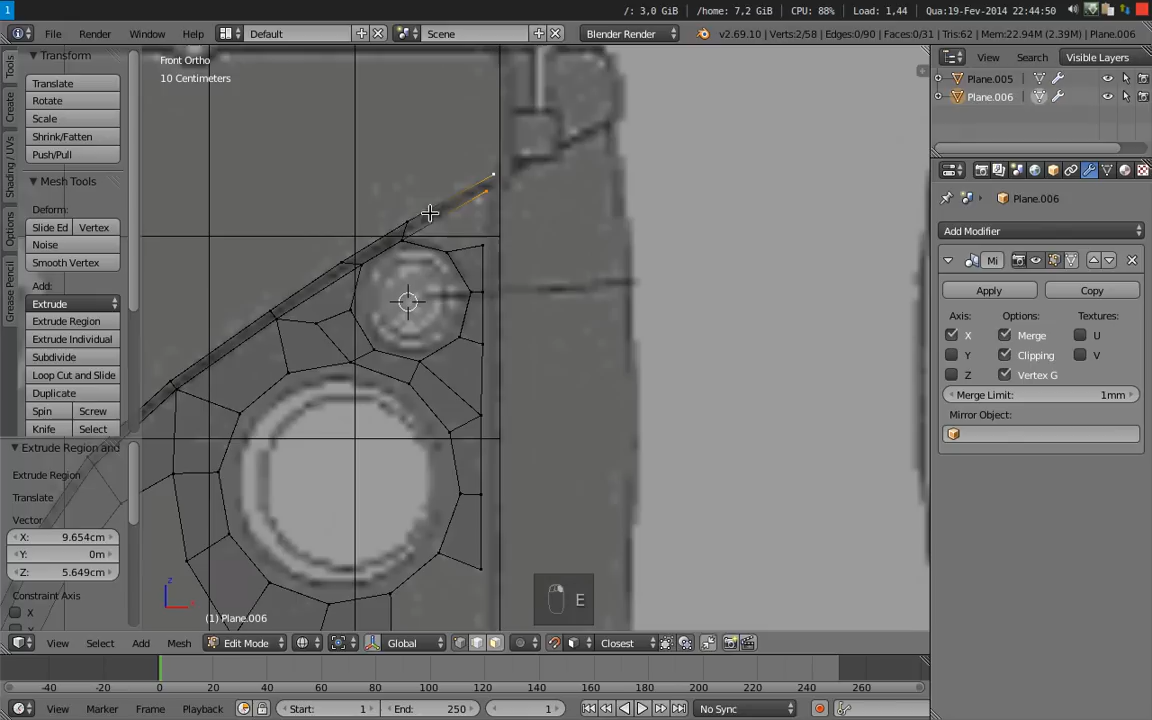 1 /: 3,0 GiB | /home: 7,2 GiB | CPU: 88% | Load: 1,44 | Qua:19-Fev-2014 22:44:50
File Render Window Help Default Scene Blender Render v2.69.10 | Verts:2/58 | Edges:0/90 | Faces:0/31 | Tris:62 | Mem:22.94M (2.39M) | Plane.006
Tools
Create
Shading / UVs
Options
Grease Pencil
Transform
Translate
Rotate
Scale
Shrink/Fatten
Push/Pull
Mesh Tools
Deform:
Slide Ed Vertex
Noise
Smooth Vertex
Add:
Extrude
Extrude Region
Extrude Individual
Subdivide
Loop Cut and Slide
Duplicate
Spin Screw
Knife Select
Extrude Region and
Extrude Region
Translate
Vector
X: 9.654cm
Y: 0m
Z: 5.649cm
Constraint Axis
X
Front Ortho
10 Centimeters
z
(1) Plane.006
E
View Search Visible Layers
Plane.005
Plane.006
Plane.006
Add Modifier
Mi
Apply Copy
Axis: Options: Textures:
X Merge U
Y Clipping V
Z Vertex G
Merge Limit: 1mm
Mirror Object:
View Select Add Mesh Edit Mode Global Closest
-40 -20 0 20 40 60 80 100 120 140 160 180 200 220 240 260
View Marker Frame Playback Start: 1 End: 250 1 No Sync